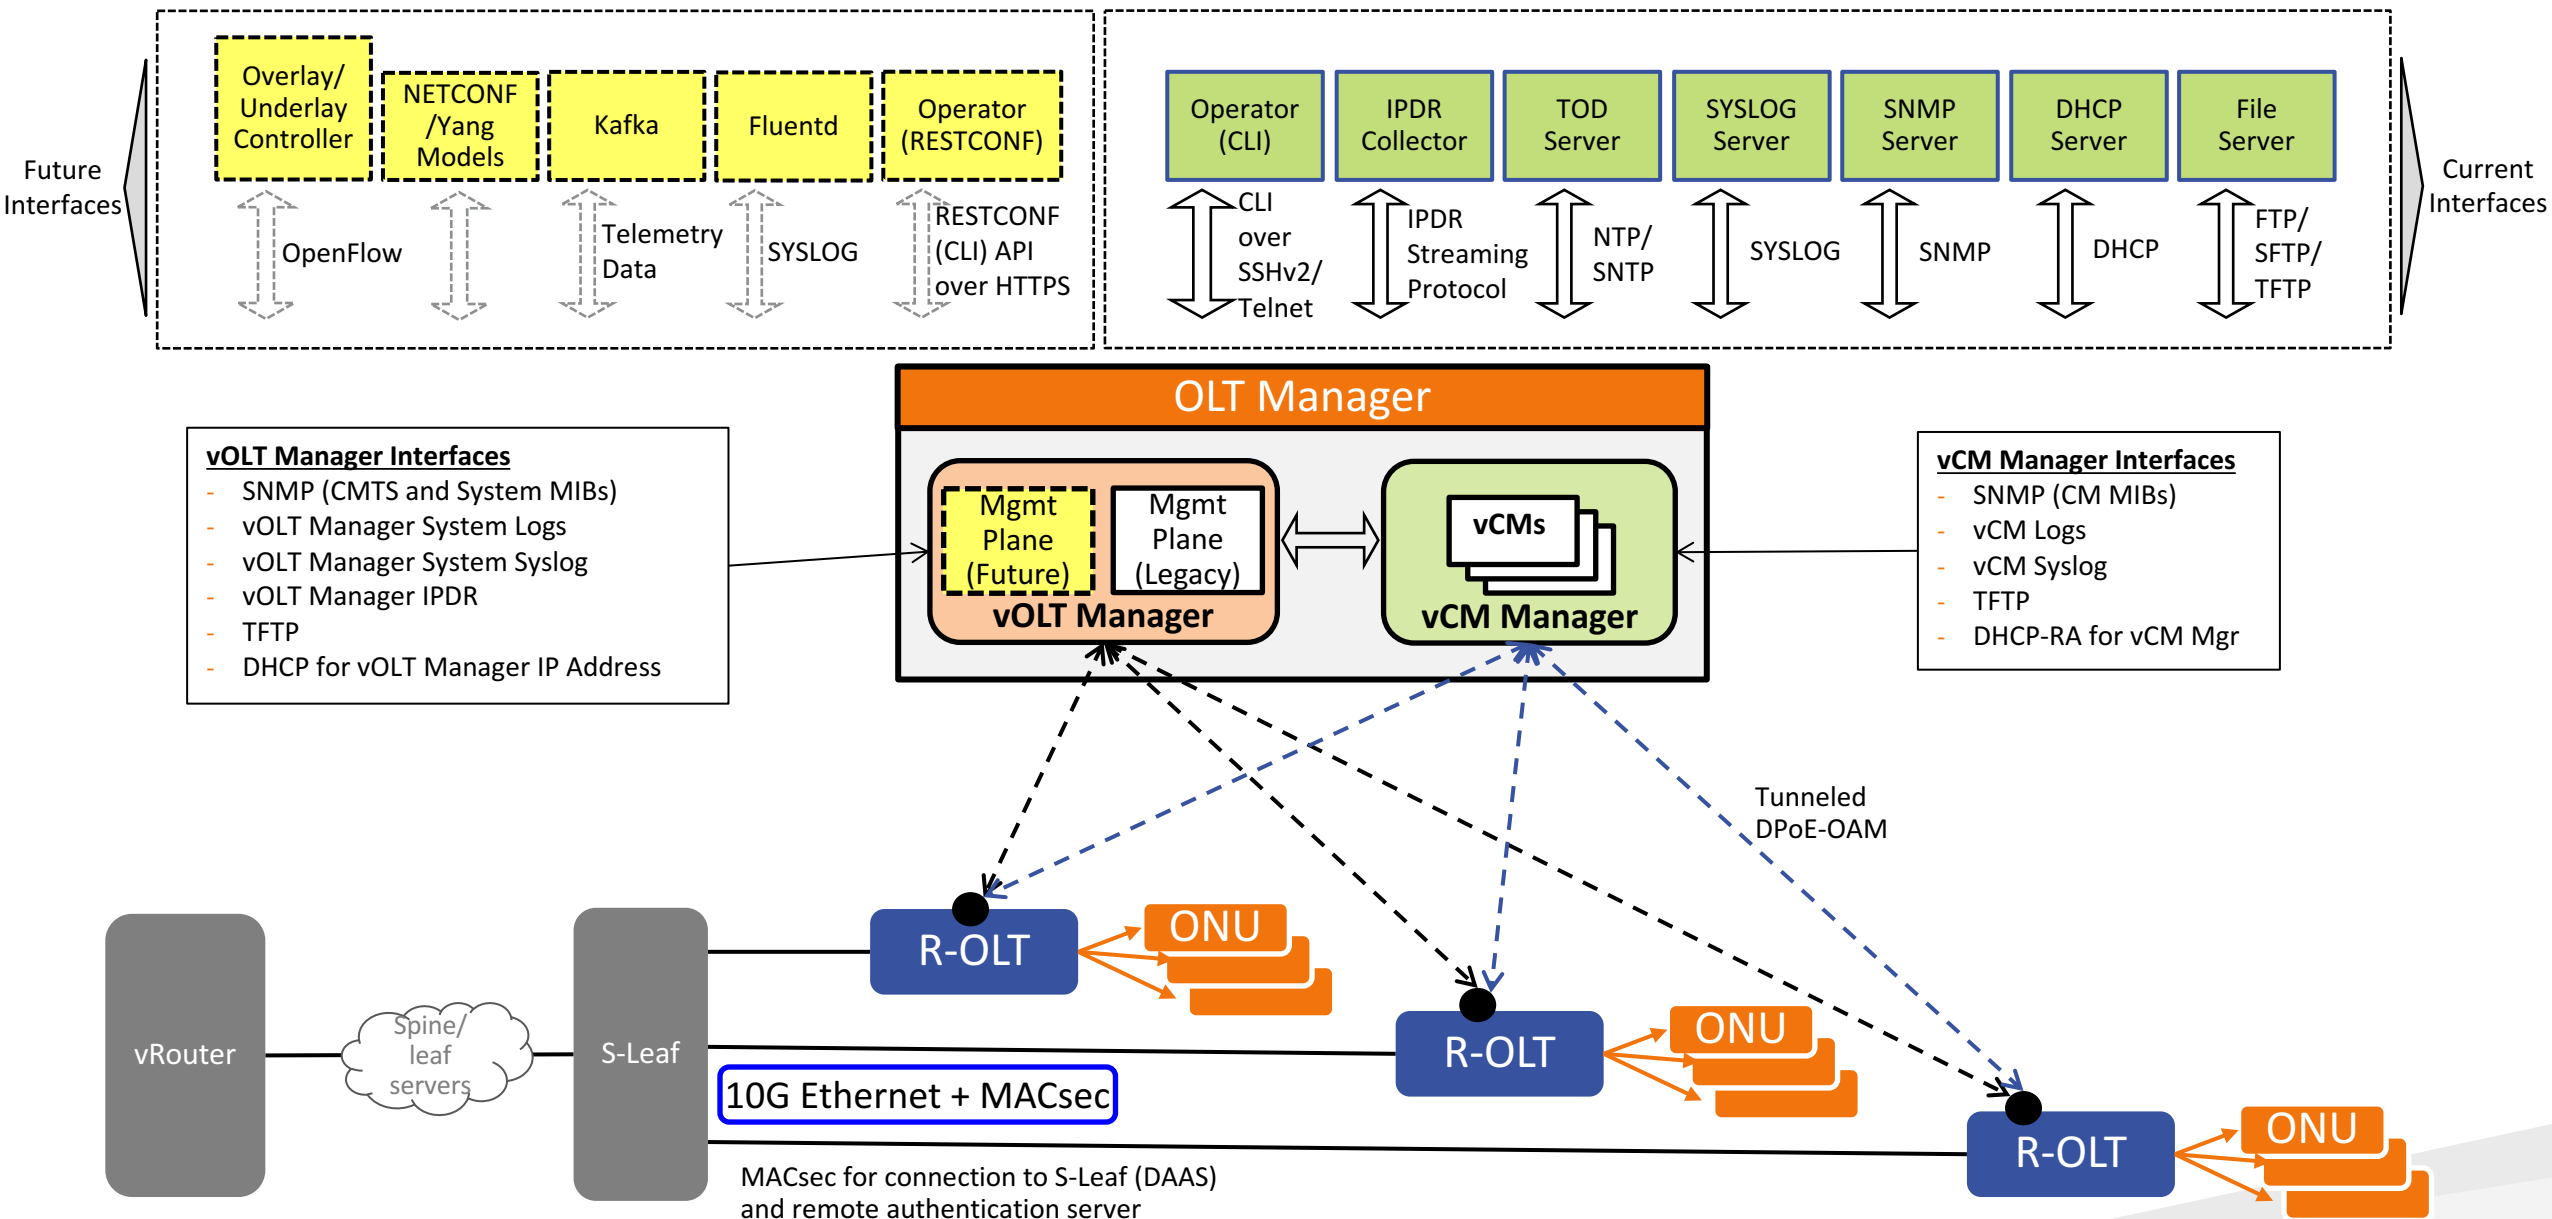 Future
Interfaces
Overlay/
Underlay
Controller
NETCONF
/Yang
Models
Kafka
Fluentd
Operator
(RESTCONF)
OpenFlow
Telemetry
Data
SYSLOG
RESTCONF
(CLI) API
over HTTPS
Operator
(CLI)
IPDR
Collector
TOD
Server
SYSLOG
Server
SNMP
Server
DHCP
Server
File
Server
CLI
over
SSHv2/
Telnet
IPDR
Streaming
Protocol
NTP/
SNTP
SYSLOG
SNMP
DHCP
FTP/
SFTP/
TFTP
Current
Interfaces
OLT Manager
vOLT Manager Interfaces
- SNMP (CMTS and System MIBs)
- vOLT Manager System Logs
- vOLT Manager System Syslog
- vOLT Manager IPDR
- TFTP
- DHCP for vOLT Manager IP Address
Mgmt
Plane
(Future)
Mgmt
Plane
(Legacy)
vOLT Manager
vCMs
vCM Manager
vCM Manager Interfaces
- SNMP (CM MIBs)
- vCM Logs
- vCM Syslog
- TFTP
- DHCP-RA for vCM Mgr
Tunneled
DPoE-OAM
vRouter
Spine/
leaf
servers
S-Leaf
R-OLT
ONU
R-OLT
ONU
R-OLT
ONU
10G Ethernet + MACsec
MACsec for connection to S-Leaf (DAAS)
and remote authentication server